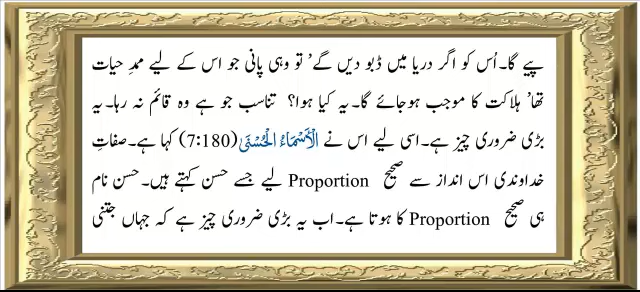 پیے گا۔ اُس کو اگر دریا میں ڈبو دیں گے’ تو وہی پانی جو اس کے لیے ممدِ حیات
تھا’ ہلاکت کا موجب ہوجائے گا۔ یہ کیا ہوا؟ تناسب جو ہے وہ قائم نہ رہا۔ یہ
بڑی ضروری چیز ہے۔ اسی لیے اس نے الْاَسْمَآءُ الْحُسْنٰی (7:180) کہا ہے۔ صفاتِ
خداوندی اس انداز سے صحیح Proportion لیے جسے حسن کہتے ہیں۔ حسن نام
ہی صحیح Proportion کا ہوتا ہے۔ اب یہ بڑی ضروری چیز ہے کہ جہاں جتنی